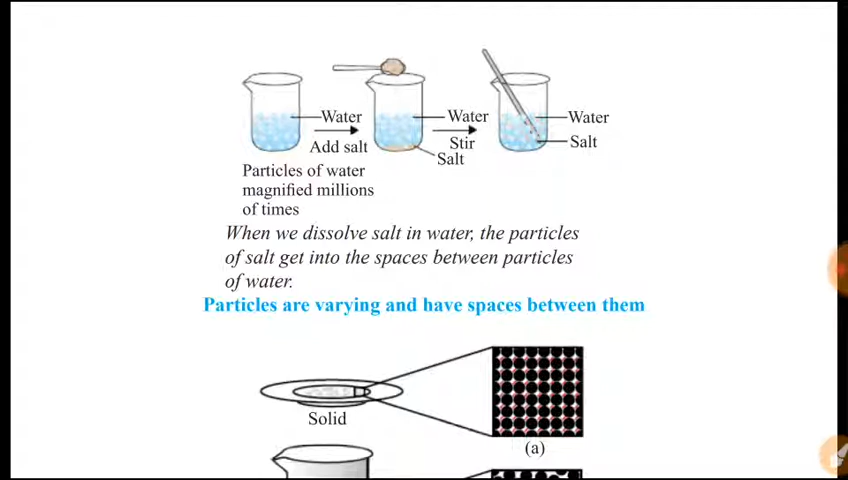 Water
Water
Water
Add salt
Stir
Salt
Salt
Particles of water
magnified millions
of times
When we dissolve salt in water, the particles
of salt get into the spaces between particles
of water.
Particles are varying and have spaces between them
Solid
(a)